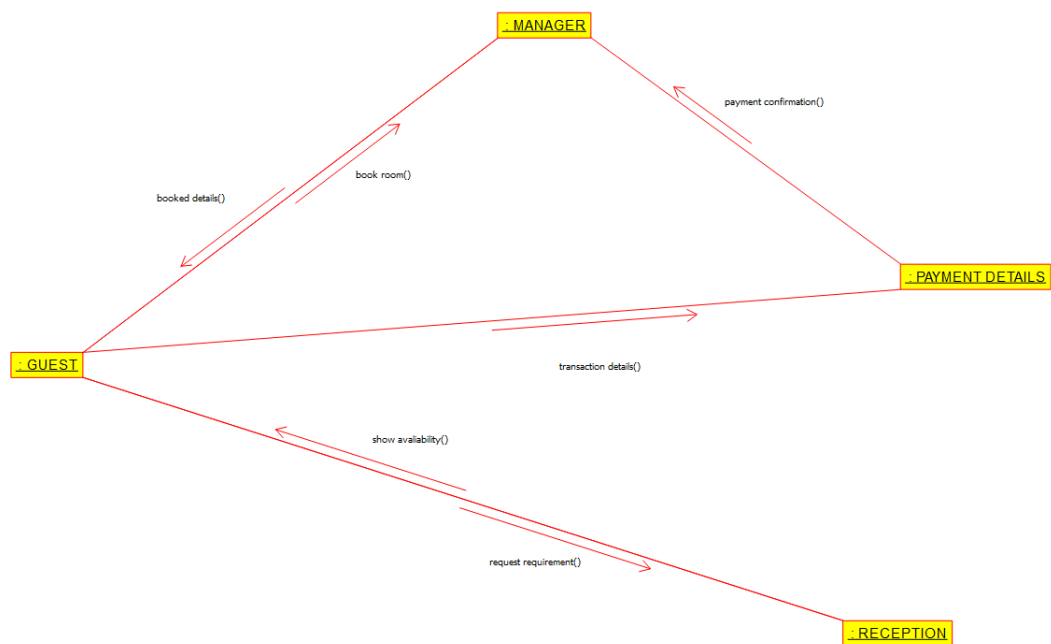 : MANAGER
payment confirmation()
book room()
booked details()
: PAYMENT DETAILS
: GUEST
transaction details()
show avaliability()
request requirement()
: RECEPTION